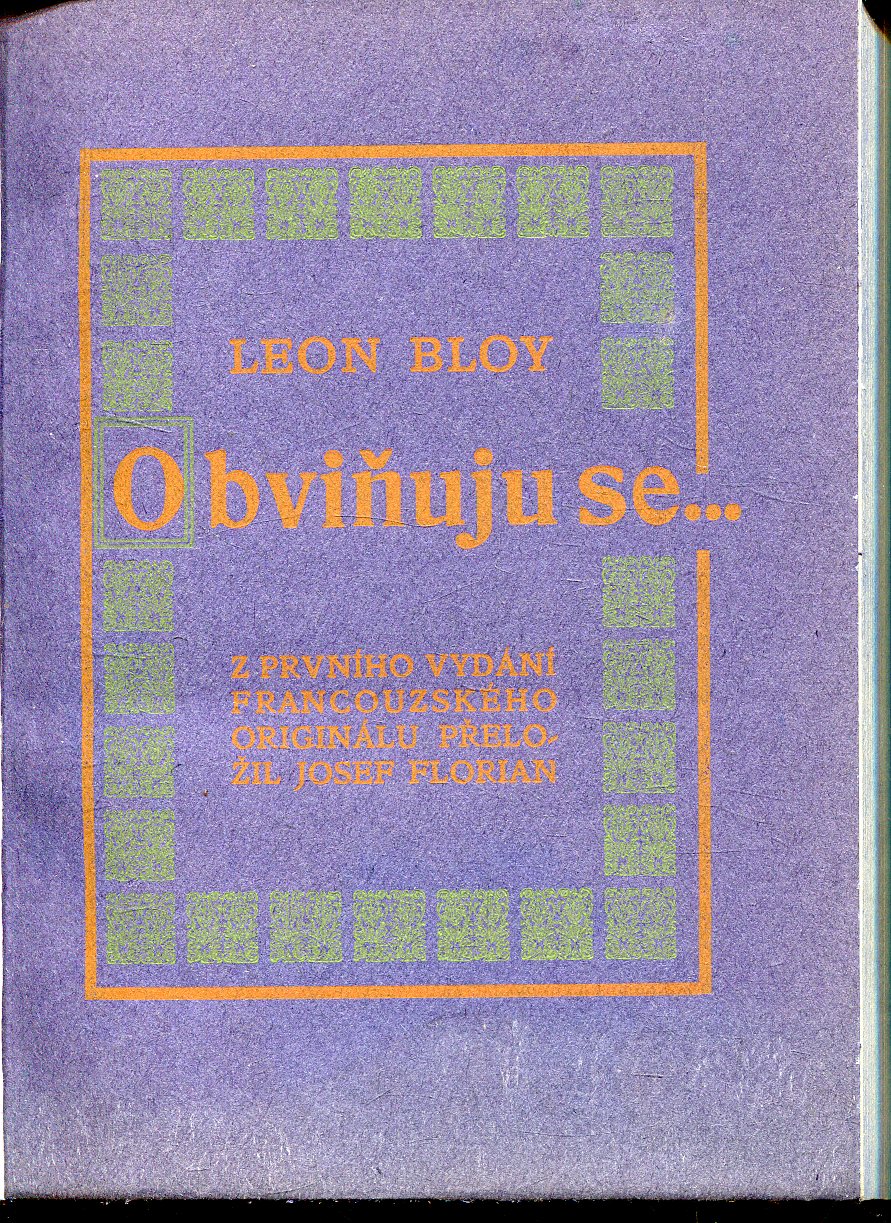 LEON BLOY
Obviňuju se...
Z PRVNÍHO VYDÁNÍ
FRANCOUZSKÉHO
ORIGINÁLU PŘELO-
ŽIL JOSEF FLORIAN